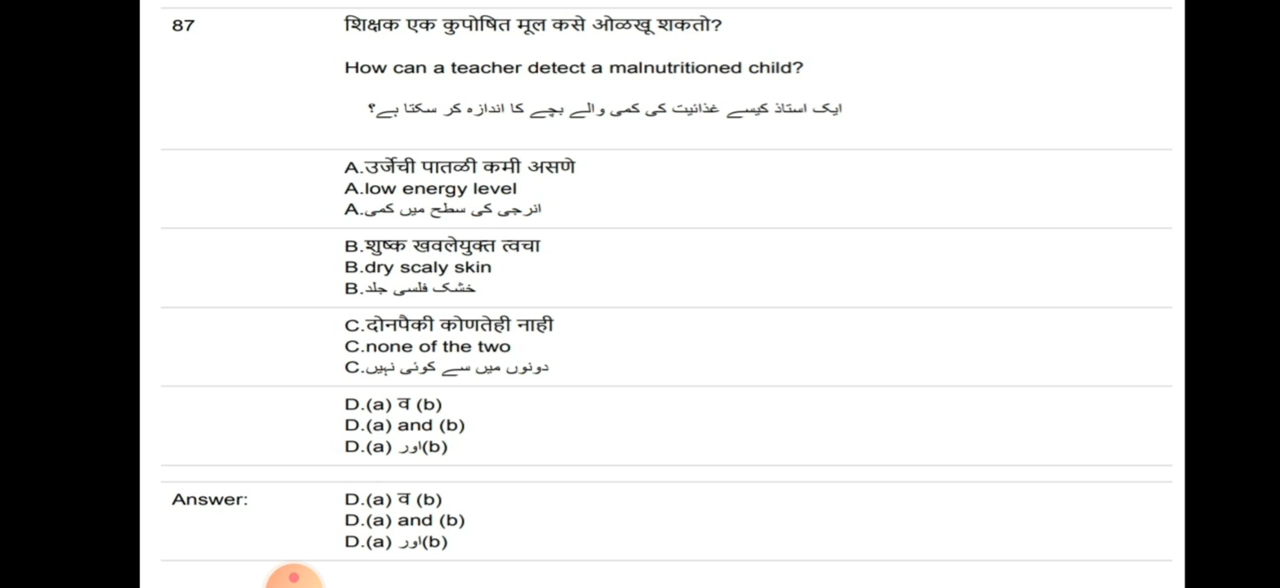 87
शिक्षक एक कुपोषित मूल कसे ओळखू शकतो?
How can a teacher detect a malnutritioned child?
ایک استاذ کیسے غذائیت کی کمی والے بچے کا اندازہ کر سکتا ہے؟
A.उर्जेची पातळी कमी असणे
A.low energy level
A.انرجی کی سطح میں کمی
B.शुष्क खवलेयुक्त त्वचा
B.dry scaly skin
B.خشک فلسی جلد
C.दोनपैकी कोणतेही नाही
C.none of the two
C.دونوں میں سے کوئی نہیں
D.(a) व (b)
D.(a) and (b)
D.(a) اور(b)
Answer:
D.(a) व (b)
D.(a) and (b)
D.(a) اور(b)